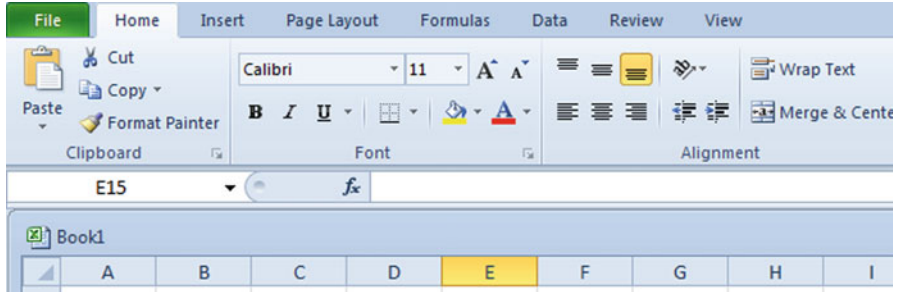 File Home Insert Page Layout Formulas Data Review View
Cut
Calibri 11 A A Wrap Text
Copy
Paste Format Painter B I U A Merge & Cente
Clipboard Font Alignment
E15 fx
Book1
A B C D E F G H I